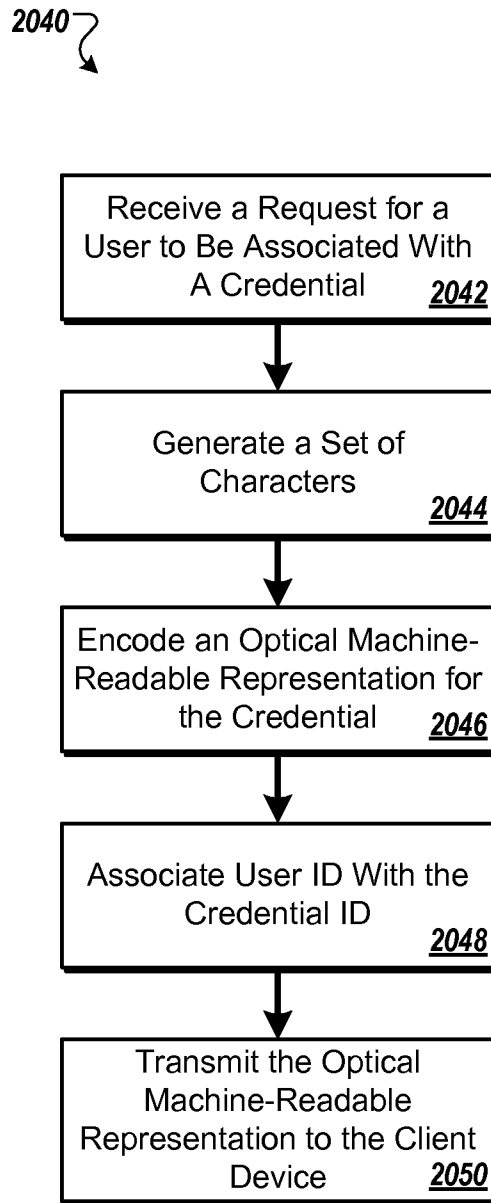 2040
Receive a Request for a
User to Be Associated With
A Credential
2042
Generate a Set of
Characters
2044
Encode an Optical Machine-
Readable Representation for
the Credential
2046
Associate User ID With the
Credential ID
2048
Transmit the Optical
Machine-Readable
Representation to the Client
Device
2050